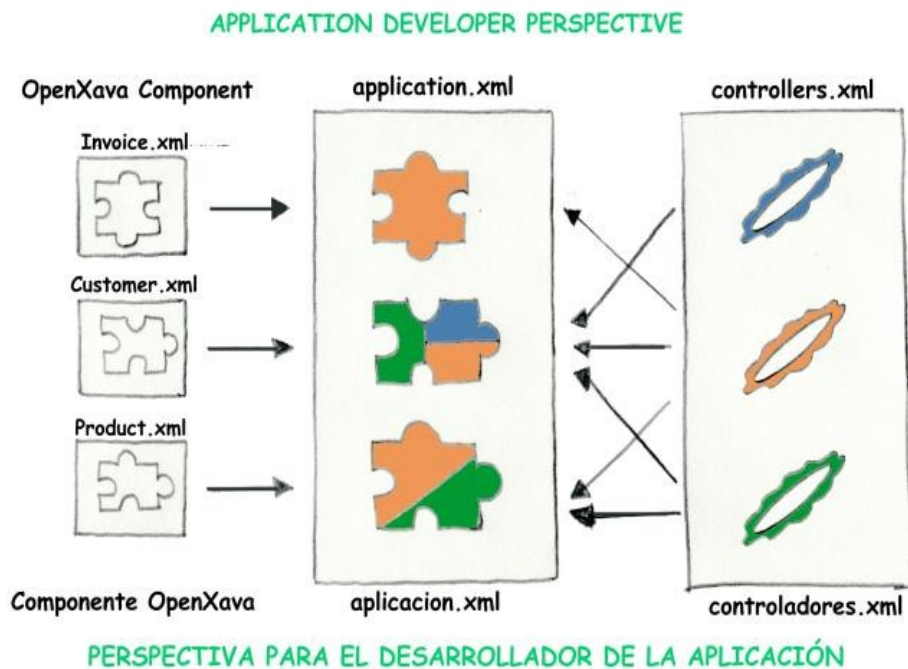 APPLICATION DEVELOPER PERSPECTIVE
OpenXava Component
application.xml
controllers.xml
Invoice.xml
Customer.xml
Product.xml
Componente OpenXava
aplicacion.xml
controladores.xml
PERSPECTIVA PARA EL DESARROLLADOR DE LA APLICACIÓN